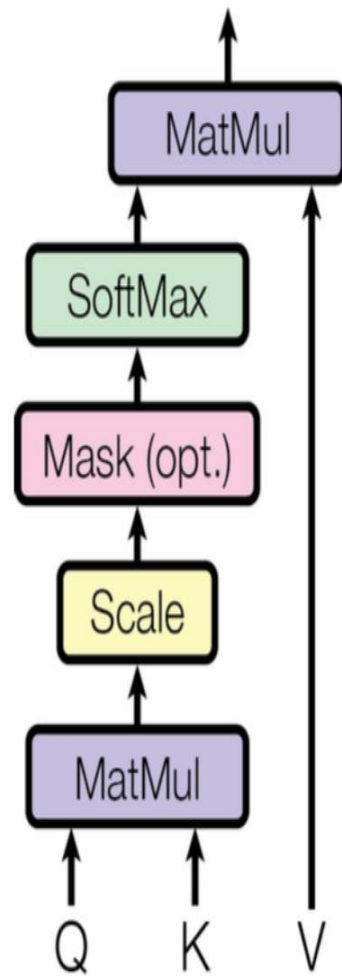 MatMul
SoftMax
Mask (opt.)
Scale
MatMul
Q K V